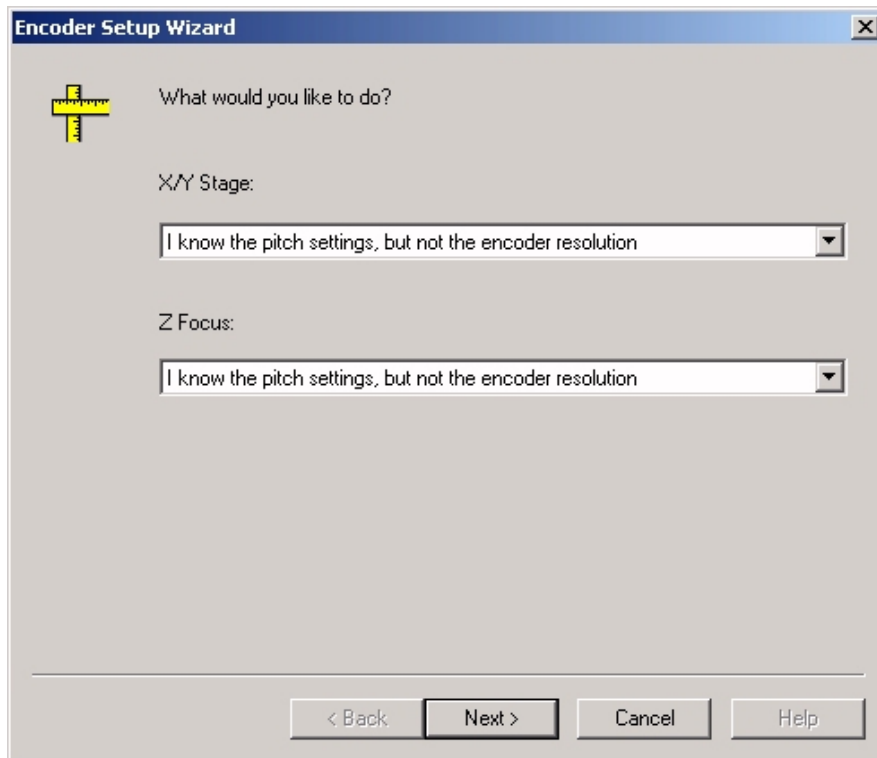 Encoder Setup Wizard
What would you like to do?
X/Y Stage:
I know the pitch settings, but not the encoder resolution
Z Focus:
I know the pitch settings, but not the encoder resolution
< Back
Next >
Cancel
Help